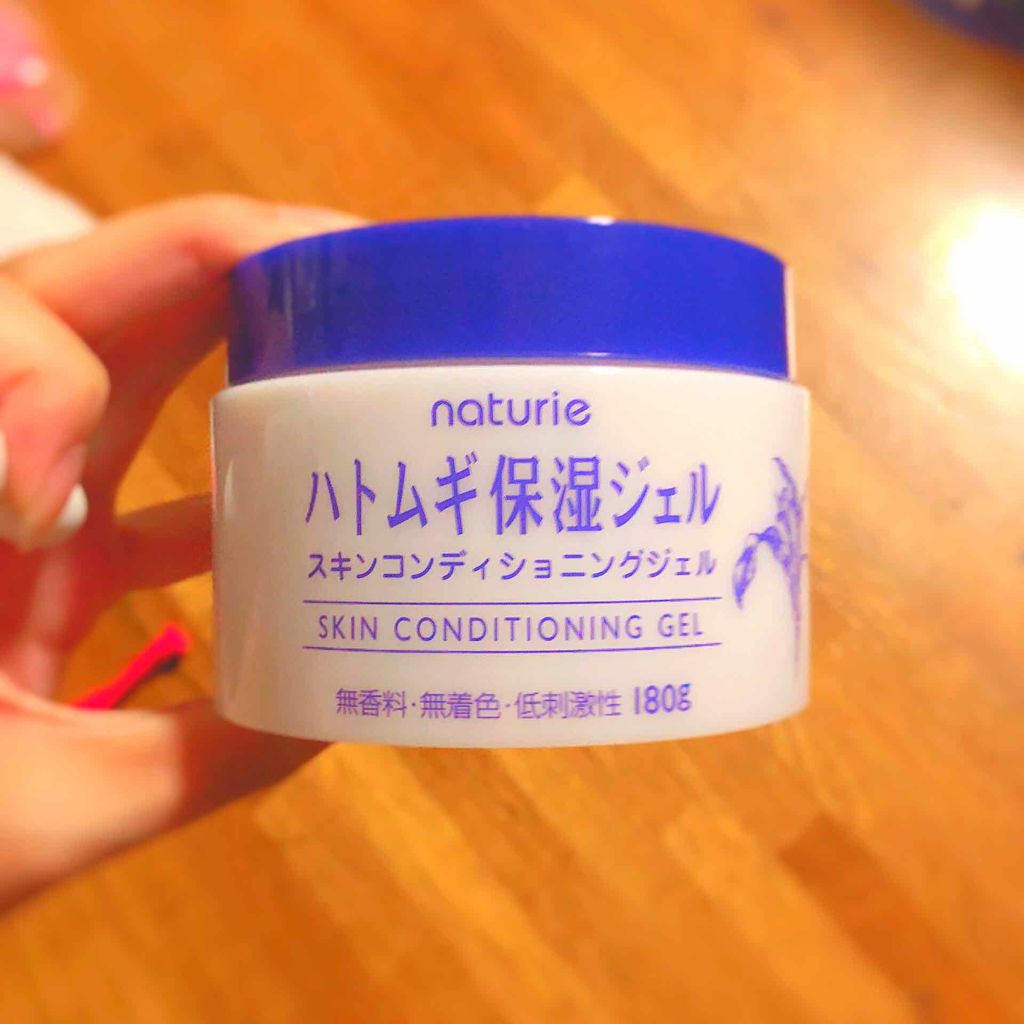 naturie
ハトムギ保湿ジェル
スキンコンディショニングジェル
SKIN CONDITIONING GEL
無香料・無着色・低刺激性 180g